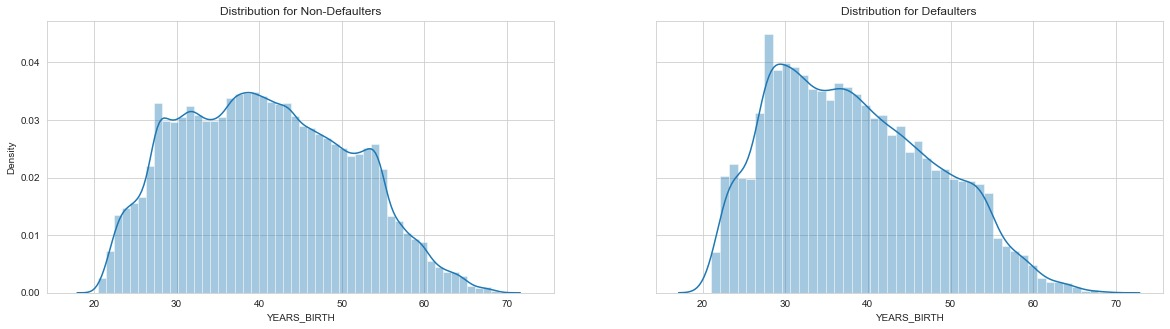 Distribution for Non-Defaulters
Distribution for Defaulters
Density
0.04
0.03
0.02
0.01
0.00
20 30 40 50 60 70
20 30 40 50 60 70
YEARS_BIRTH
YEARS_BIRTH